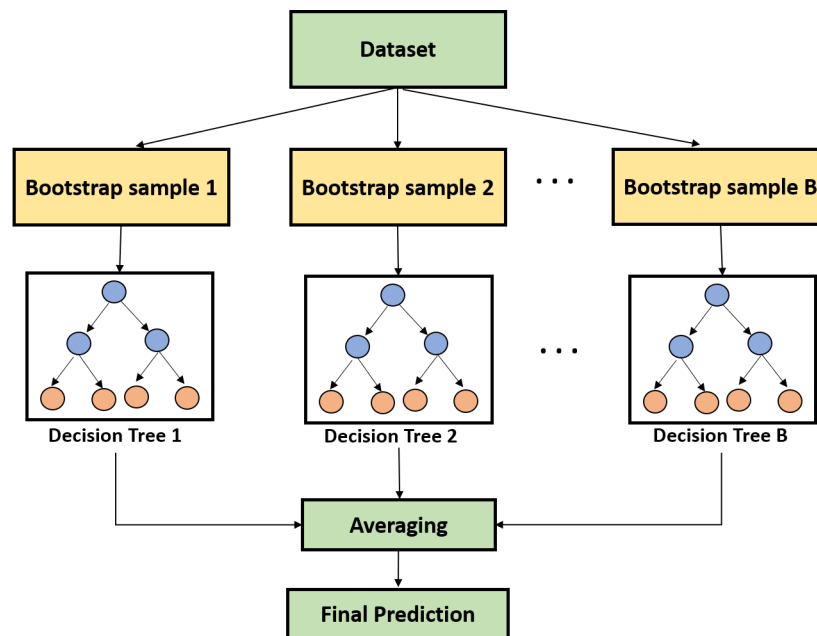 Dataset
Bootstrap sample 1
Bootstrap sample 2
. . .
Bootstrap sample B
. . .
Decision Tree 1
Decision Tree 2
Decision Tree B
Averaging
Final Prediction